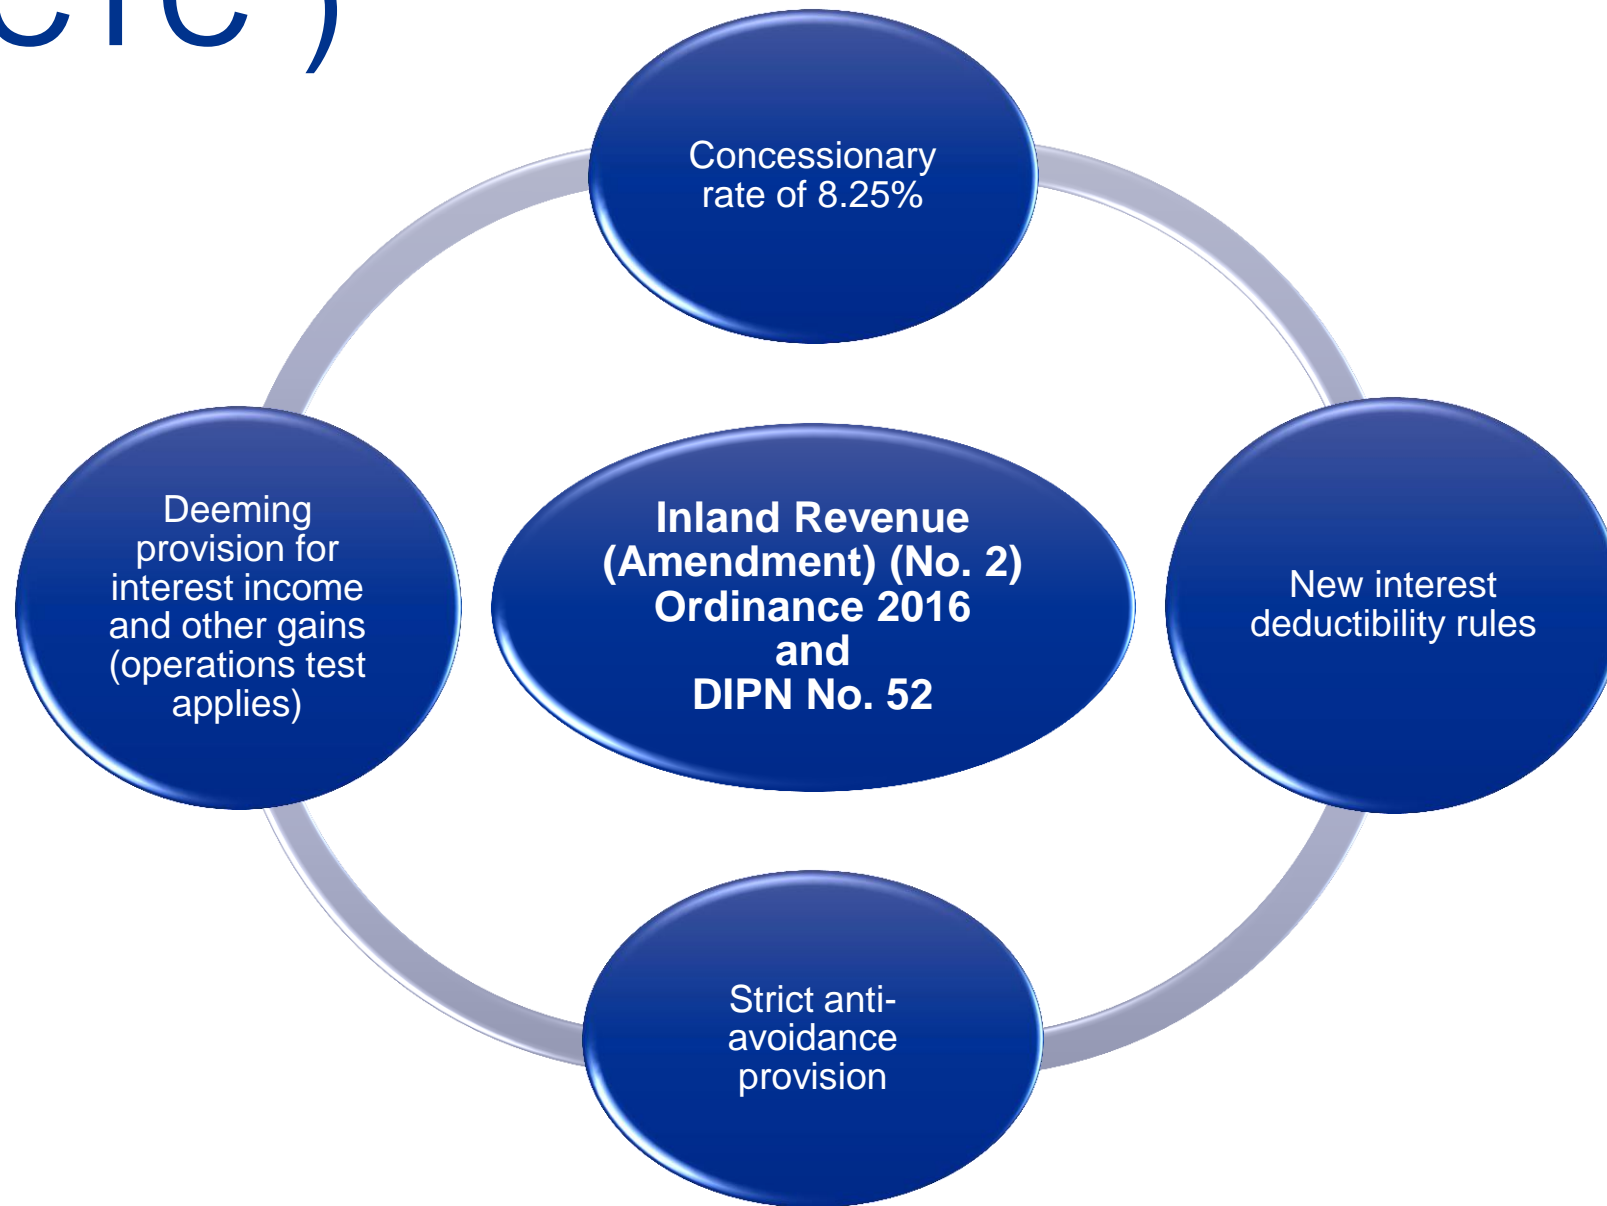 CTC')
Concessionary
rate of 8.25%
Deeming
provision for
interest income
and other gains
(operations test
applies)
Inland Revenue
(Amendment) (No. 2)
Ordinance 2016
and
DIPN No. 52
New interest
deductibility rules
Strict anti-
avoidance
provision